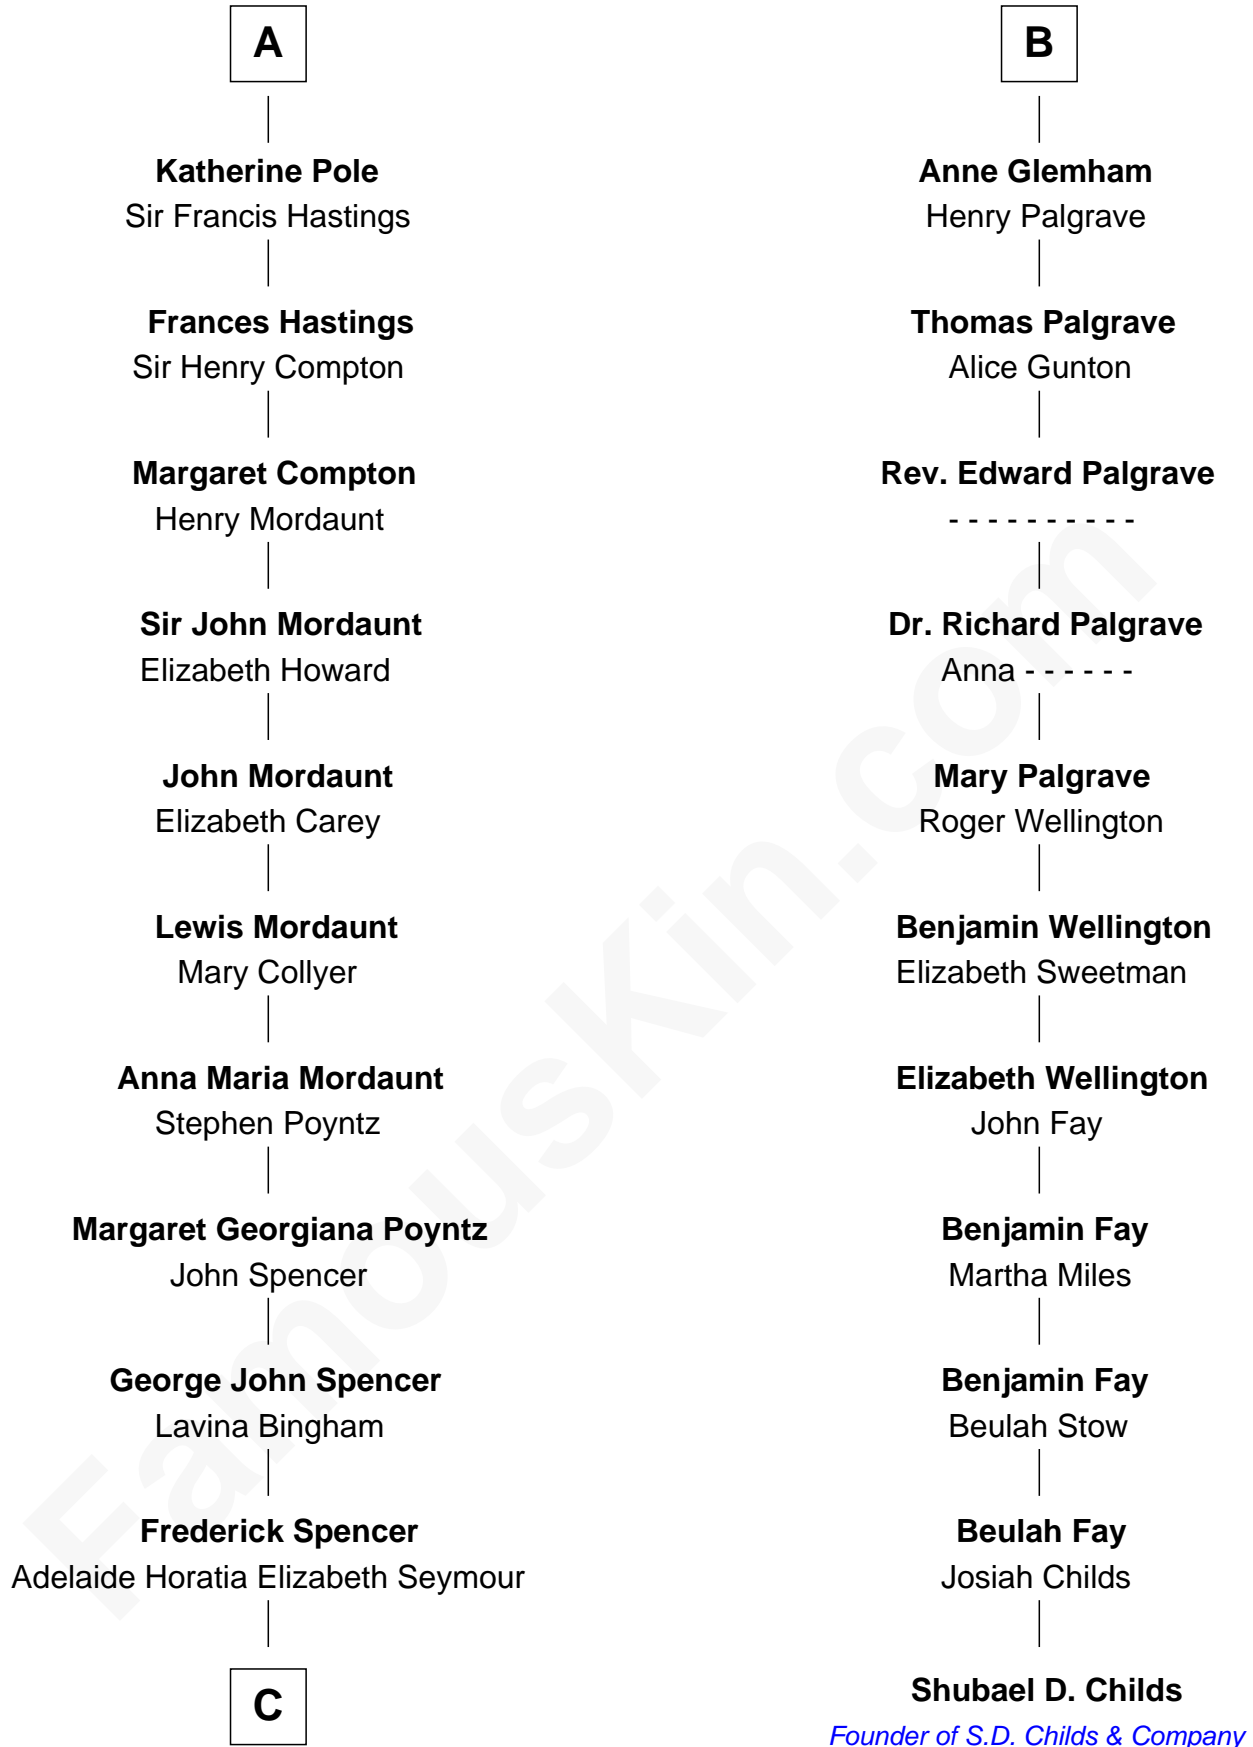 A
Katherine Pole
Sir Francis Hastings
Frances Hastings
Sir Henry Compton
Margaret Compton
Henry Mordaunt
Sir John Mordaunt
Elizabeth Howard
John Mordaunt
Elizabeth Carey
Lewis Mordaunt
Mary Collyer
Anna Maria Mordaunt
Stephen Poyntz
Margaret Georgiana Poyntz
John Spencer
George John Spencer
Lavina Bingham
Frederick Spencer
Adelaide Horatia Elizabeth Seymour
C
B
Anne Glemham
Henry Palgrave
Thomas Palgrave
Alice Gunton
Rev. Edward Palgrave
- - - - - - - - - -
Dr. Richard Palgrave
Anna - - - - - -
Mary Palgrave
Roger Wellington
Benjamin Wellington
Elizabeth Sweetman
Elizabeth Wellington
John Fay
Benjamin Fay
Martha Miles
Benjamin Fay
Beulah Stow
Beulah Fay
Josiah Childs
Shubael D. Childs
Founder of S.D. Childs & Company
FamousKin.com